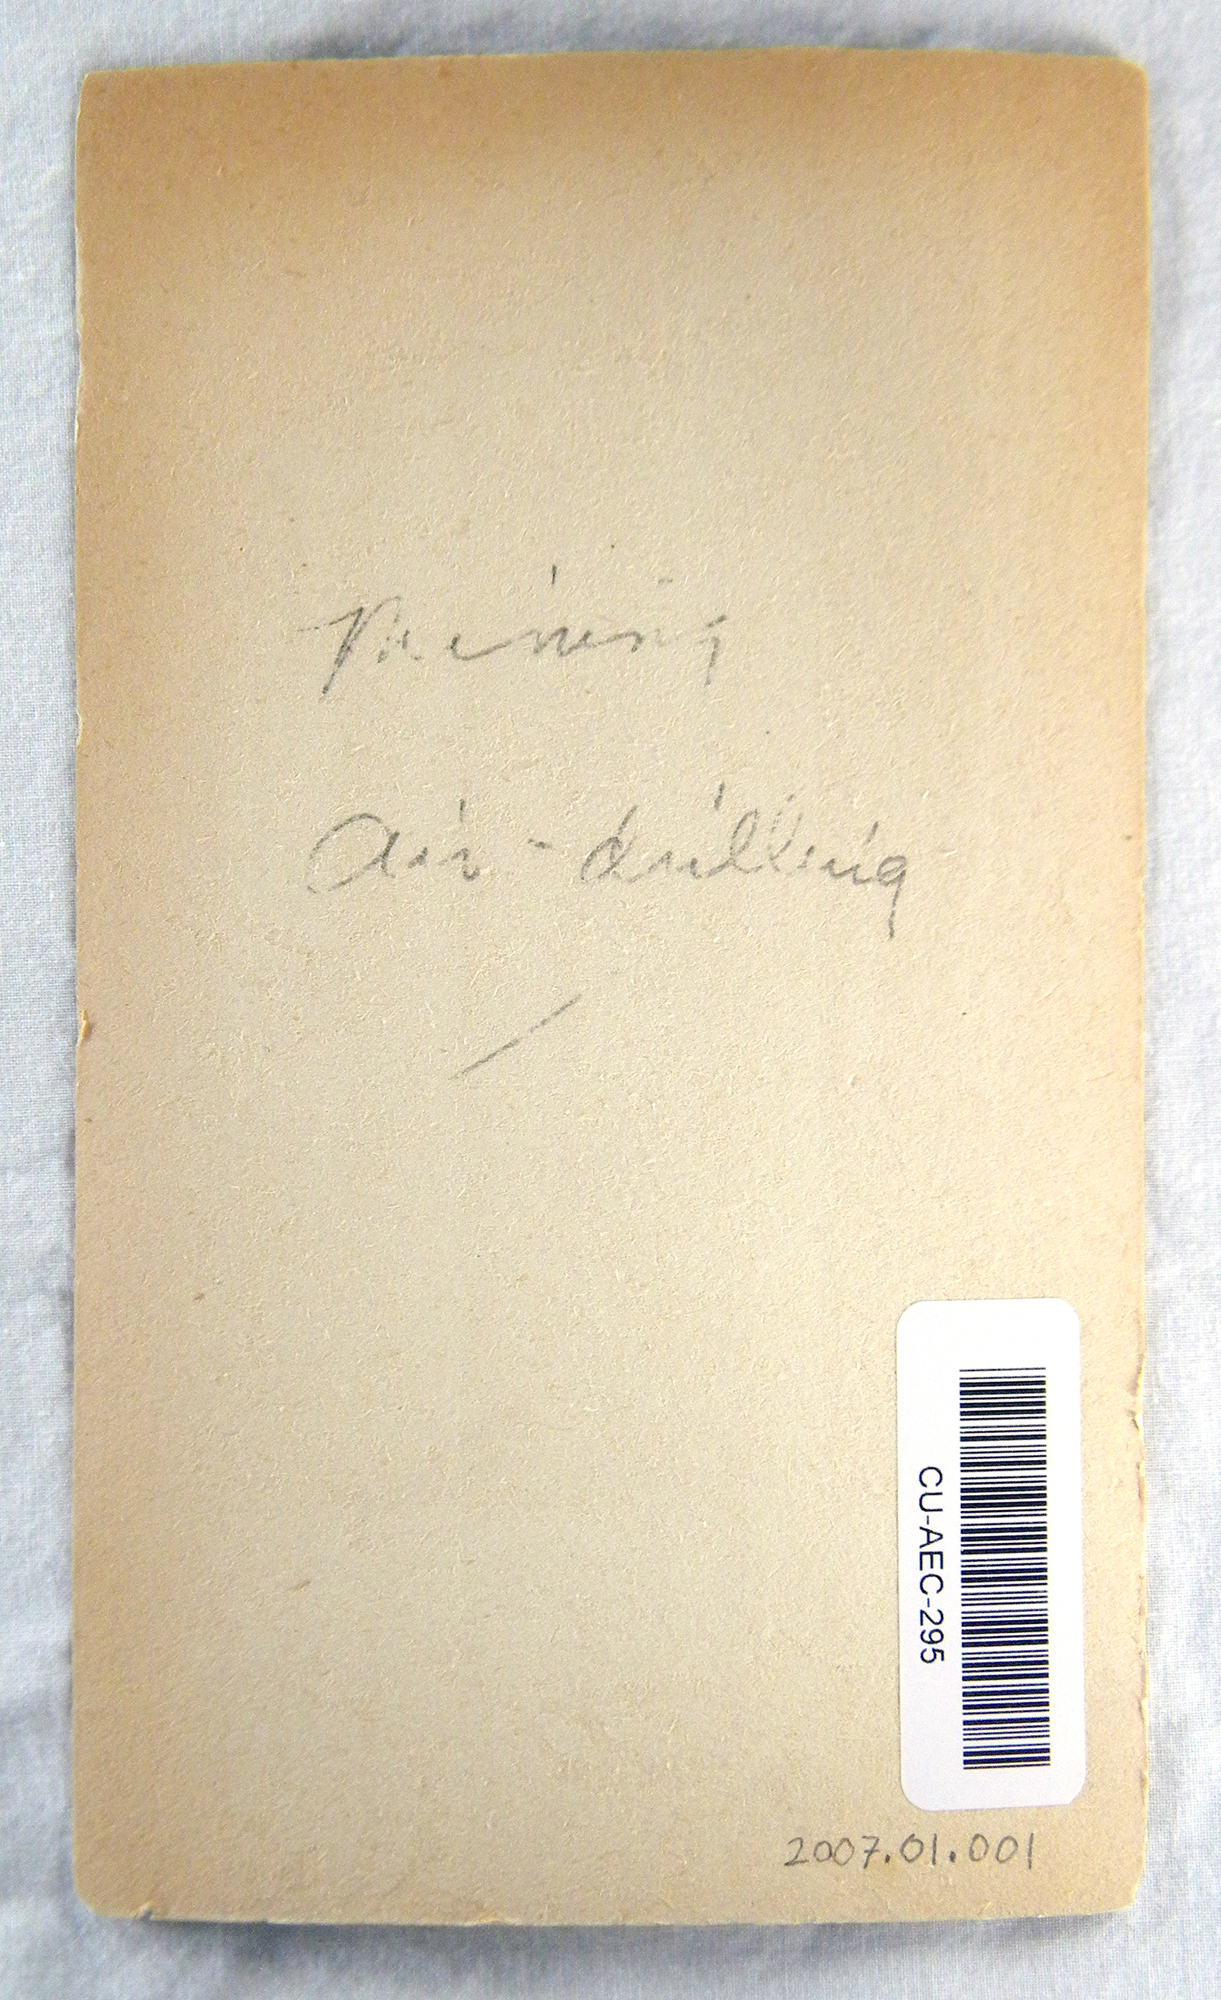 Mining
Air-drilling
CU-AEC-295
2007.01.001